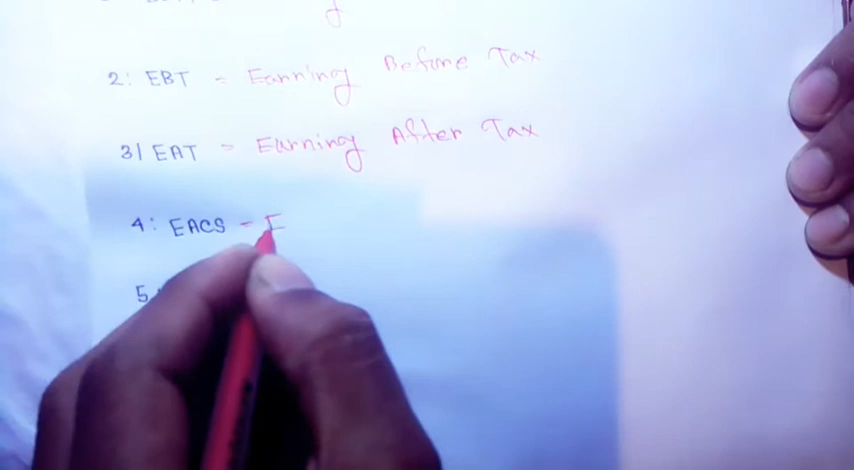 2: EBT = Earning Before Tax
3) EAT = Earning After Tax
4: EACS = E
5